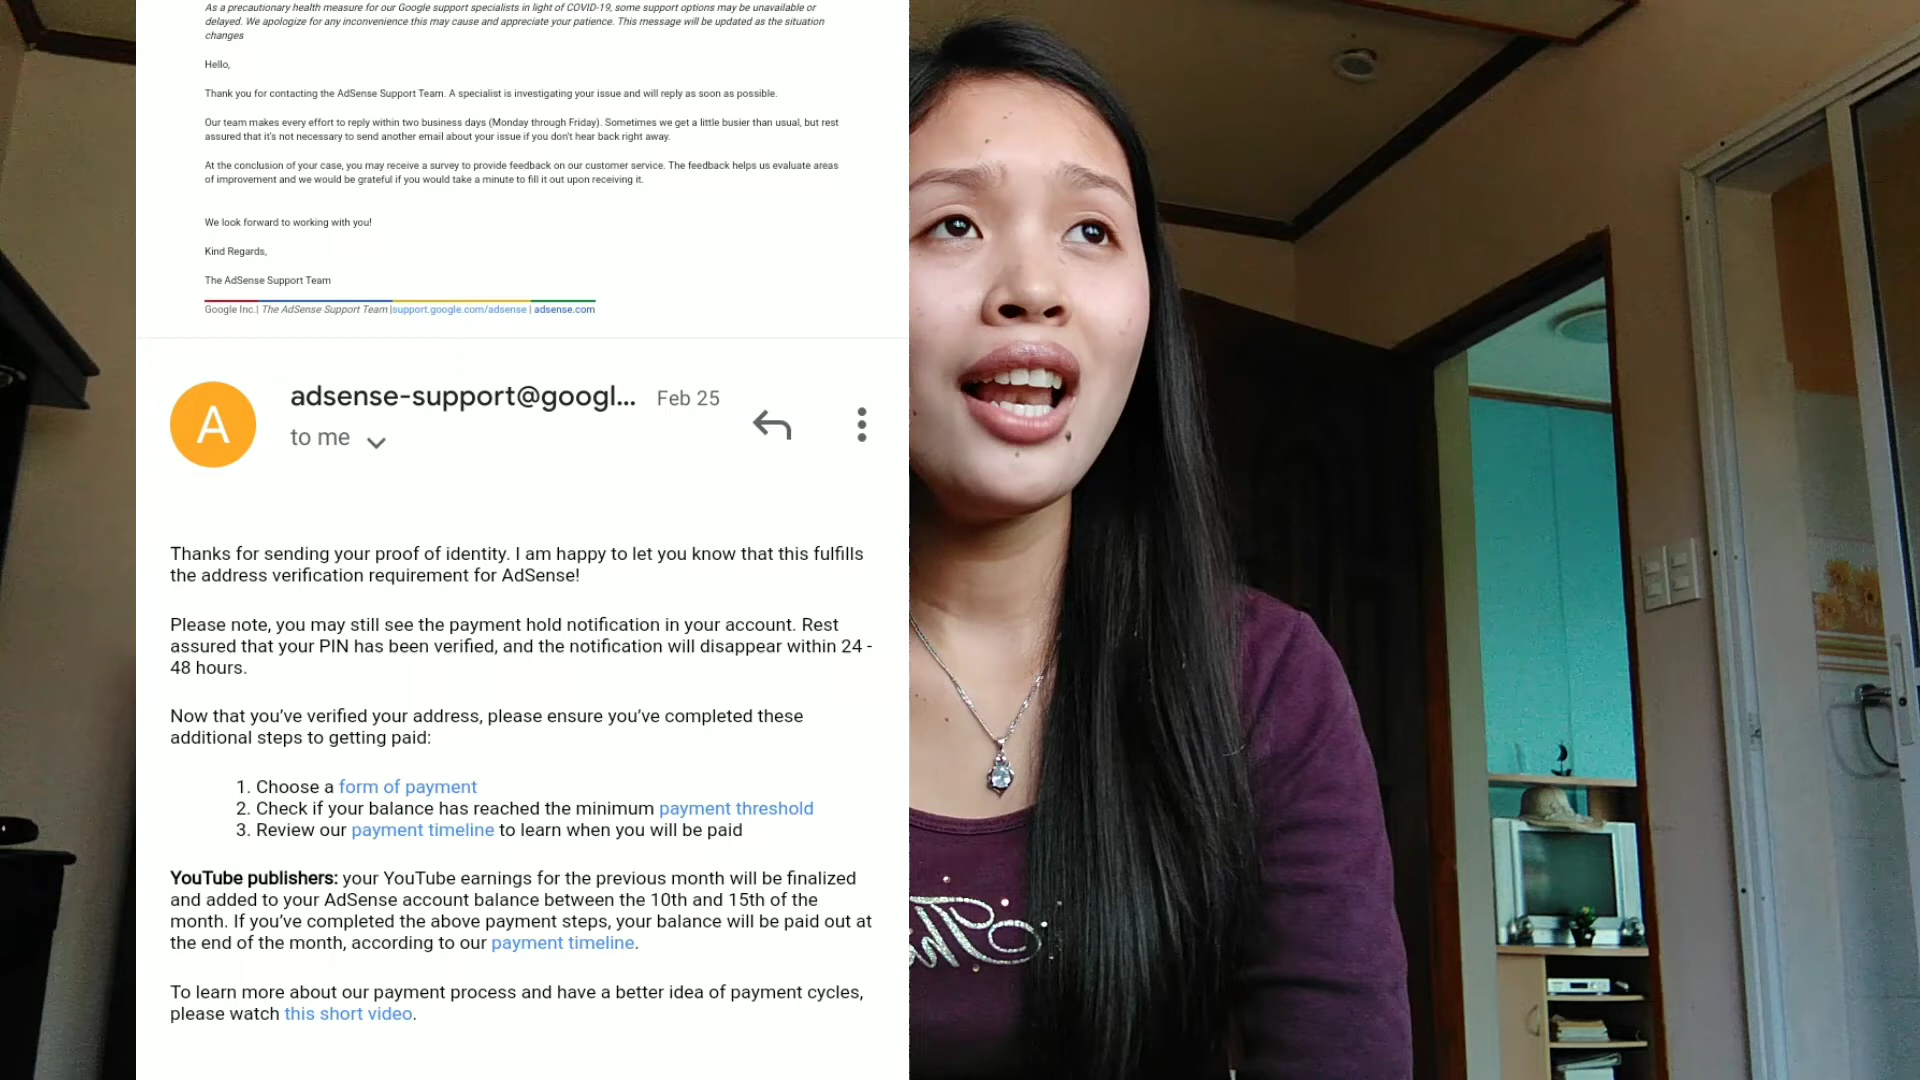 As a precautionary health measure for our Google support specialists in light of COVID-19, some support options may be unavailable or
delayed. We apologize for any inconvenience this may cause and appreciate your patience. This message will be updated as the situation
changes
Hello,
Thank you for contacting the AdSense Support Team. A specialist is investigating your issue and will reply as soon as possible.
Our team makes every effort to reply within two business days (Monday through Friday). Sometimes we get a little busier than usual, but rest
assured that it's not necessary to send another email about your issue if you don't hear back right away.
At the conclusion of your case, you may receive a survey to provide feedback on our customer service. The feedback helps us evaluate areas
of improvement and we would be grateful if you would take a minute to fill it out upon receiving it.
We look forward to working with you!
Kind Regards,
The AdSense Support Team
Google Inc.| The AdSense Support Team |support.google.com/adsense | adsense.com
A
adsense-support@googl... Feb 25
to me
Thanks for sending your proof of identity. I am happy to let you know that this fulfills
the address verification requirement for AdSense!
Please note, you may still see the payment hold notification in your account. Rest
assured that your PIN has been verified, and the notification will disappear within 24 -
48 hours.
Now that you’ve verified your address, please ensure you’ve completed these
additional steps to getting paid:
1. Choose a form of payment
2. Check if your balance has reached the minimum payment threshold
3. Review our payment timeline to learn when you will be paid
YouTube publishers: your YouTube earnings for the previous month will be finalized
and added to your AdSense account balance between the 10th and 15th of the
month. If you’ve completed the above payment steps, your balance will be paid out at
the end of the month, according to our payment timeline.
To learn more about our payment process and have a better idea of payment cycles,
please watch this short video.